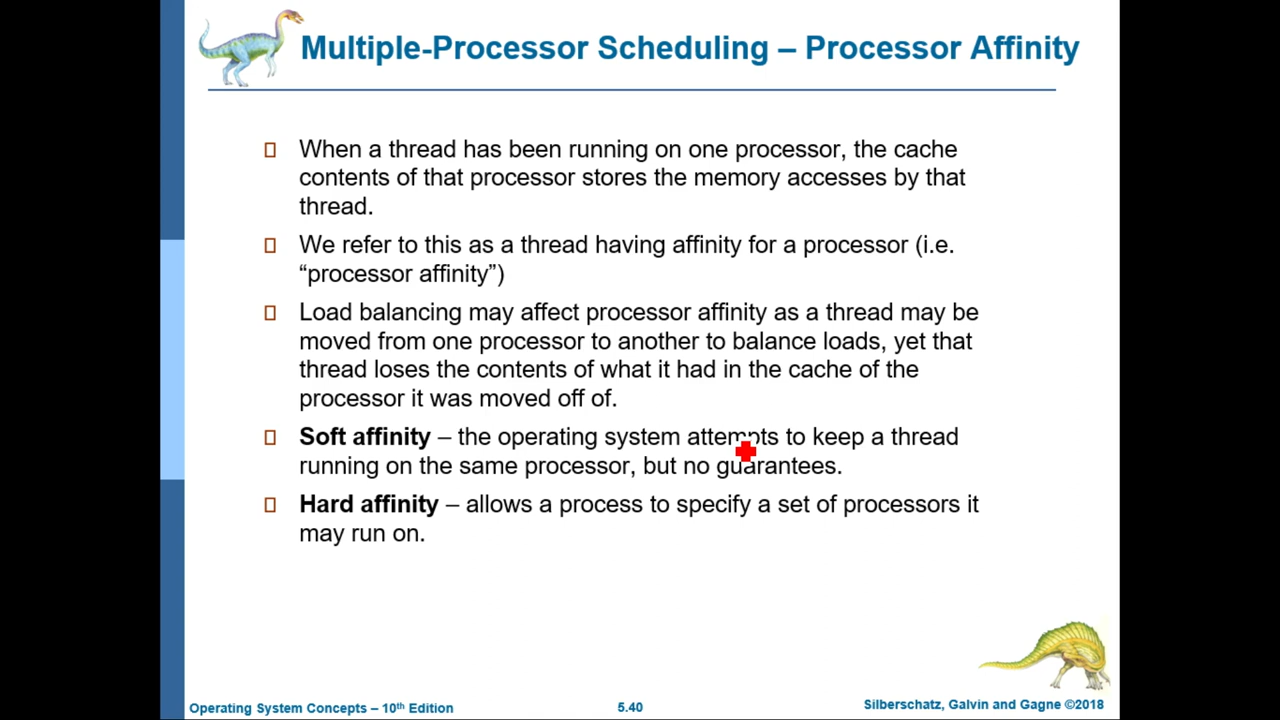 Multiple-Processor Scheduling – Processor Affinity
When a thread has been running on one processor, the cache
contents of that processor stores the memory accesses by that
thread.
We refer to this as a thread having affinity for a processor (i.e.
“processor affinity”)
Load balancing may affect processor affinity as a thread may be
moved from one processor to another to balance loads, yet that
thread loses the contents of what it had in the cache of the
processor it was moved off of.
Soft affinity – the operating system attempts to keep a thread
running on the same processor, but no guarantees.
Hard affinity – allows a process to specify a set of processors it
may run on.
Operating System Concepts – 10th Edition
5.40
Silberschatz, Galvin and Gagne ©2018